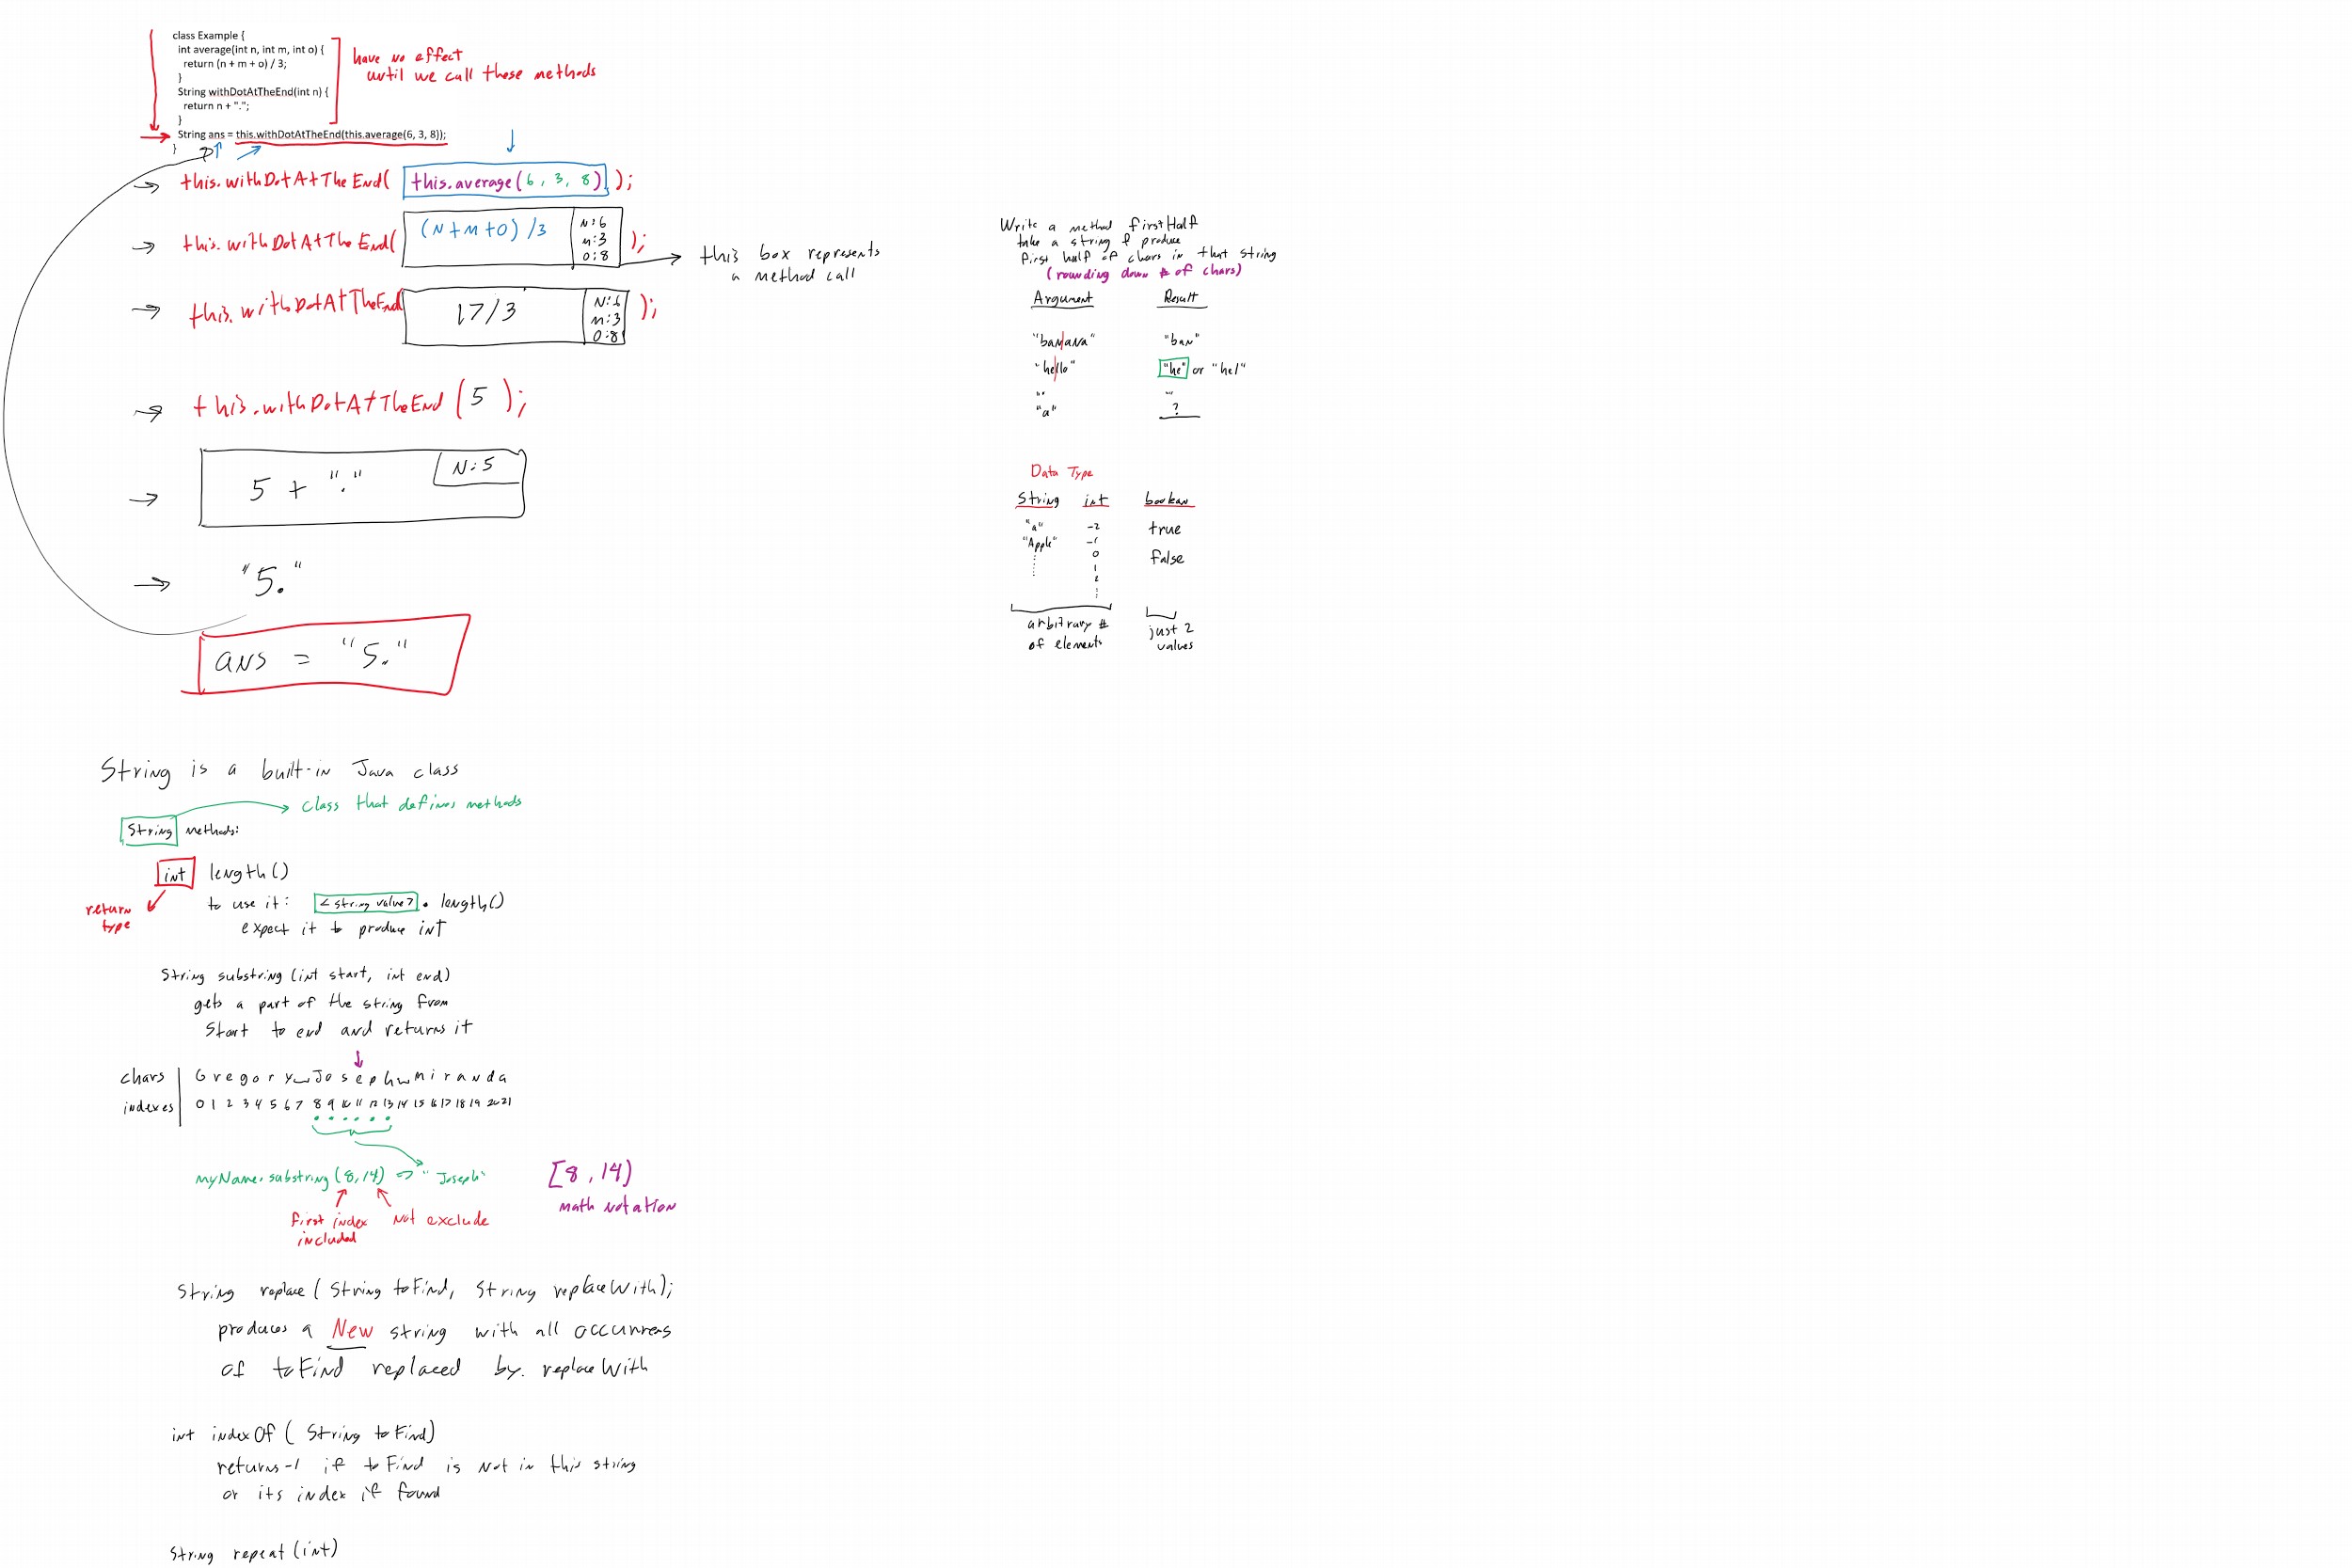 class Example {
int average(int n, int m, int o) {
return (n + m + o) / 3;
}
String withDotAtTheEnd(int n) {
return n + ".";
}
String ans = this.withDotAtTheEnd(this.average(6, 3, 8));
}
have no effect
until we call these methods
→ this.withDotAtTheEnd( this.average(6, 3, 8) );
→ this.withDotAtTheEnd( (n+m+o) /3 n:6 m:3 o:8 );
this box represents
a method call
→ this.withDotAtTheEnd( 17/3 n:6 m:3 o:8 );
→ this.withDotAtTheEnd (5);
→ 5 + "." n:5
→ "5."
ans = "5."
String is a built-in Java class
class that defines methods
String methods:
int length()
return
type
to use it: <string value> . length()
expect it to produce int
String substring (int start, int end)
gets a part of the string from
start to end and returns it
chars | Gregory␣Joseph␣Miranda
indexes | 0 1 2 3 4 5 6 7 8 9 10 11 12 13 14 15 16 17 18 19 20 21
myName.substring(8,14) => "Joseph"
first index
included
not exclude
[8,14)
math notation
String replace ( String toFind, String replaceWith);
produces a New string with all occunrens
of toFind replaced by. replaceWith
int indexOf ( String toFind)
returns -1 if toFind is not in this string
or its index if found
String repeat (int)
Write a method firstHalf
take a string & produce
first half of chars in that string
(rounding down # of chars)
Argument Result
"banana" "ban"
"hello" "he" or "hel"
"" ""
"a" ?
Data Type
String int boolean
"a" -2 true
"Apple" -1
0 false
1
2
arbitrary #
of elements
just 2
values